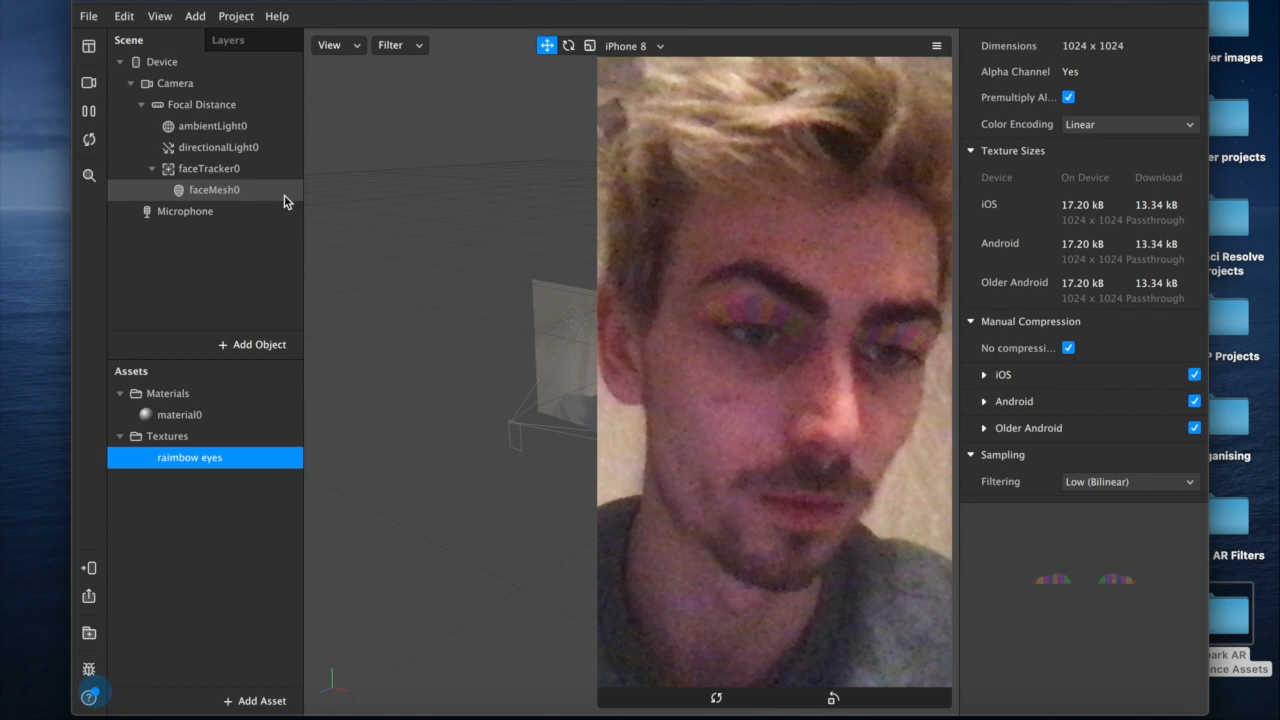 File Edit View Add Project Help
Scene
Layers
Device
Camera
Focal Distance
ambientLight0
directionalLight0
faceTracker0
faceMesh0
Microphone
+ Add Object
Assets
Materials
material0
Textures
raimbow eyes
+ Add Asset
View
Filter
iPhone 8
Dimensions 1024 x 1024
Alpha Channel Yes
Premultiply Al...
Color Encoding Linear
Texture Sizes
Device On Device Download
iOS 17.20 kB 13.34 kB
1024 x 1024 Passthrough
Android 17.20 kB 13.34 kB
1024 x 1024 Passthrough
Older Android 17.20 kB 13.34 kB
1024 x 1024 Passthrough
Manual Compression
No compressi...
iOS
Android
Older Android
Sampling
Filtering Low (Bilinear)
er images
er projects
ci Resolve
rojects
P Projects
ganising
AR Filters
park AR
nce Assets